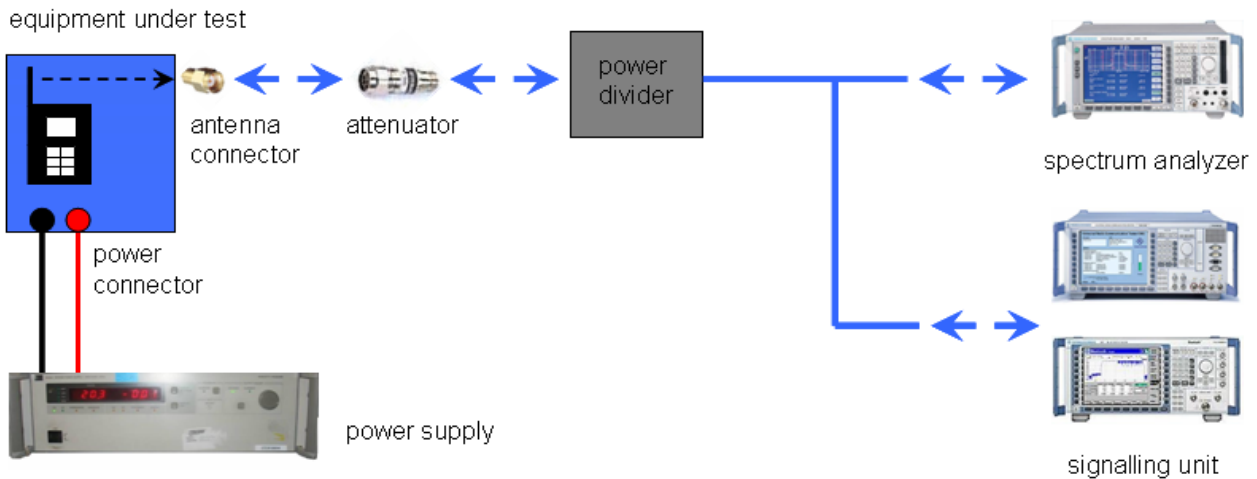 equipment under test
antenna
connector
attenuator
power
divider
spectrum analyzer
power
connector
power supply
signalling unit